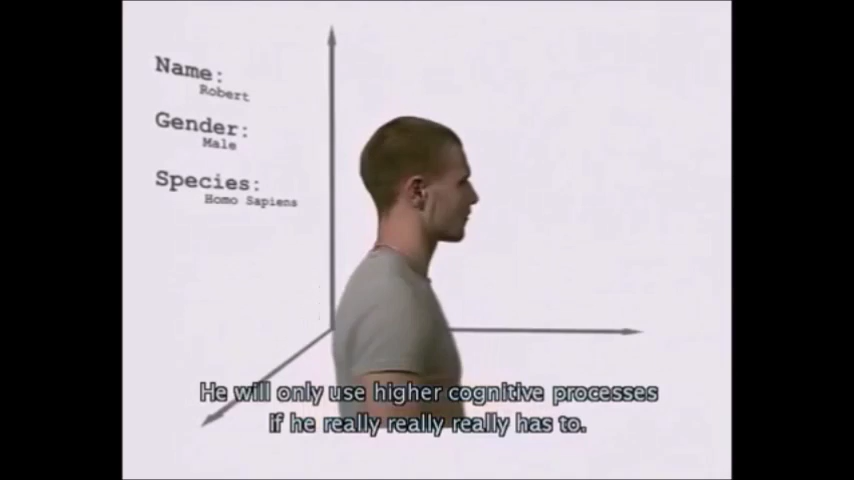 Name:
Robert
Gender:
Male
Species:
Homo Sapiens
He will only use higher cognitive processes
if he really really really has to.